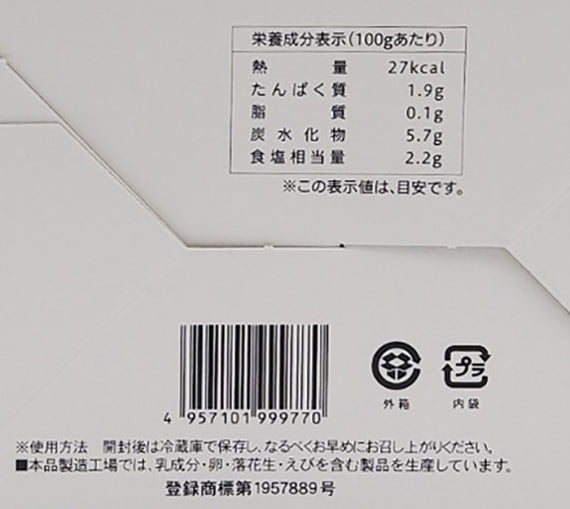 栄養成分表示(100gあたり)
熱量 27kcal
たんぱく質 1.9g
脂質 0.1g
炭水化物 5.7g
食塩相当量 2.2g
※この表示値は、目安です。
4 957101 999770
プラ
外箱 内袋
※使用方法 開封後は冷蔵庫で保存し、なるべくお早めにお召し上がりください。
■本品製造工場では、乳成分・卵・落花生・えびを含む製品を生産しています。
登録商標第1957889号